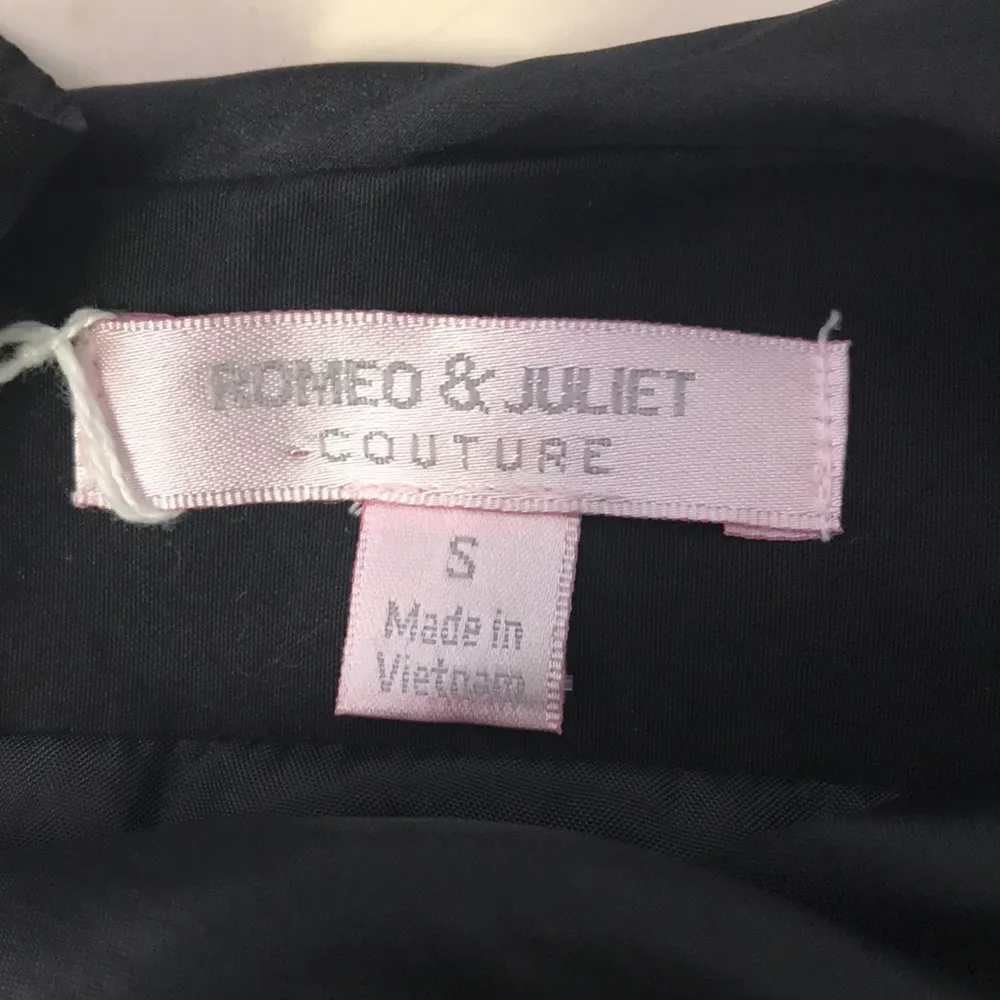 ROMEO & JULIET
COUTURE
S
Made in
Vietnam